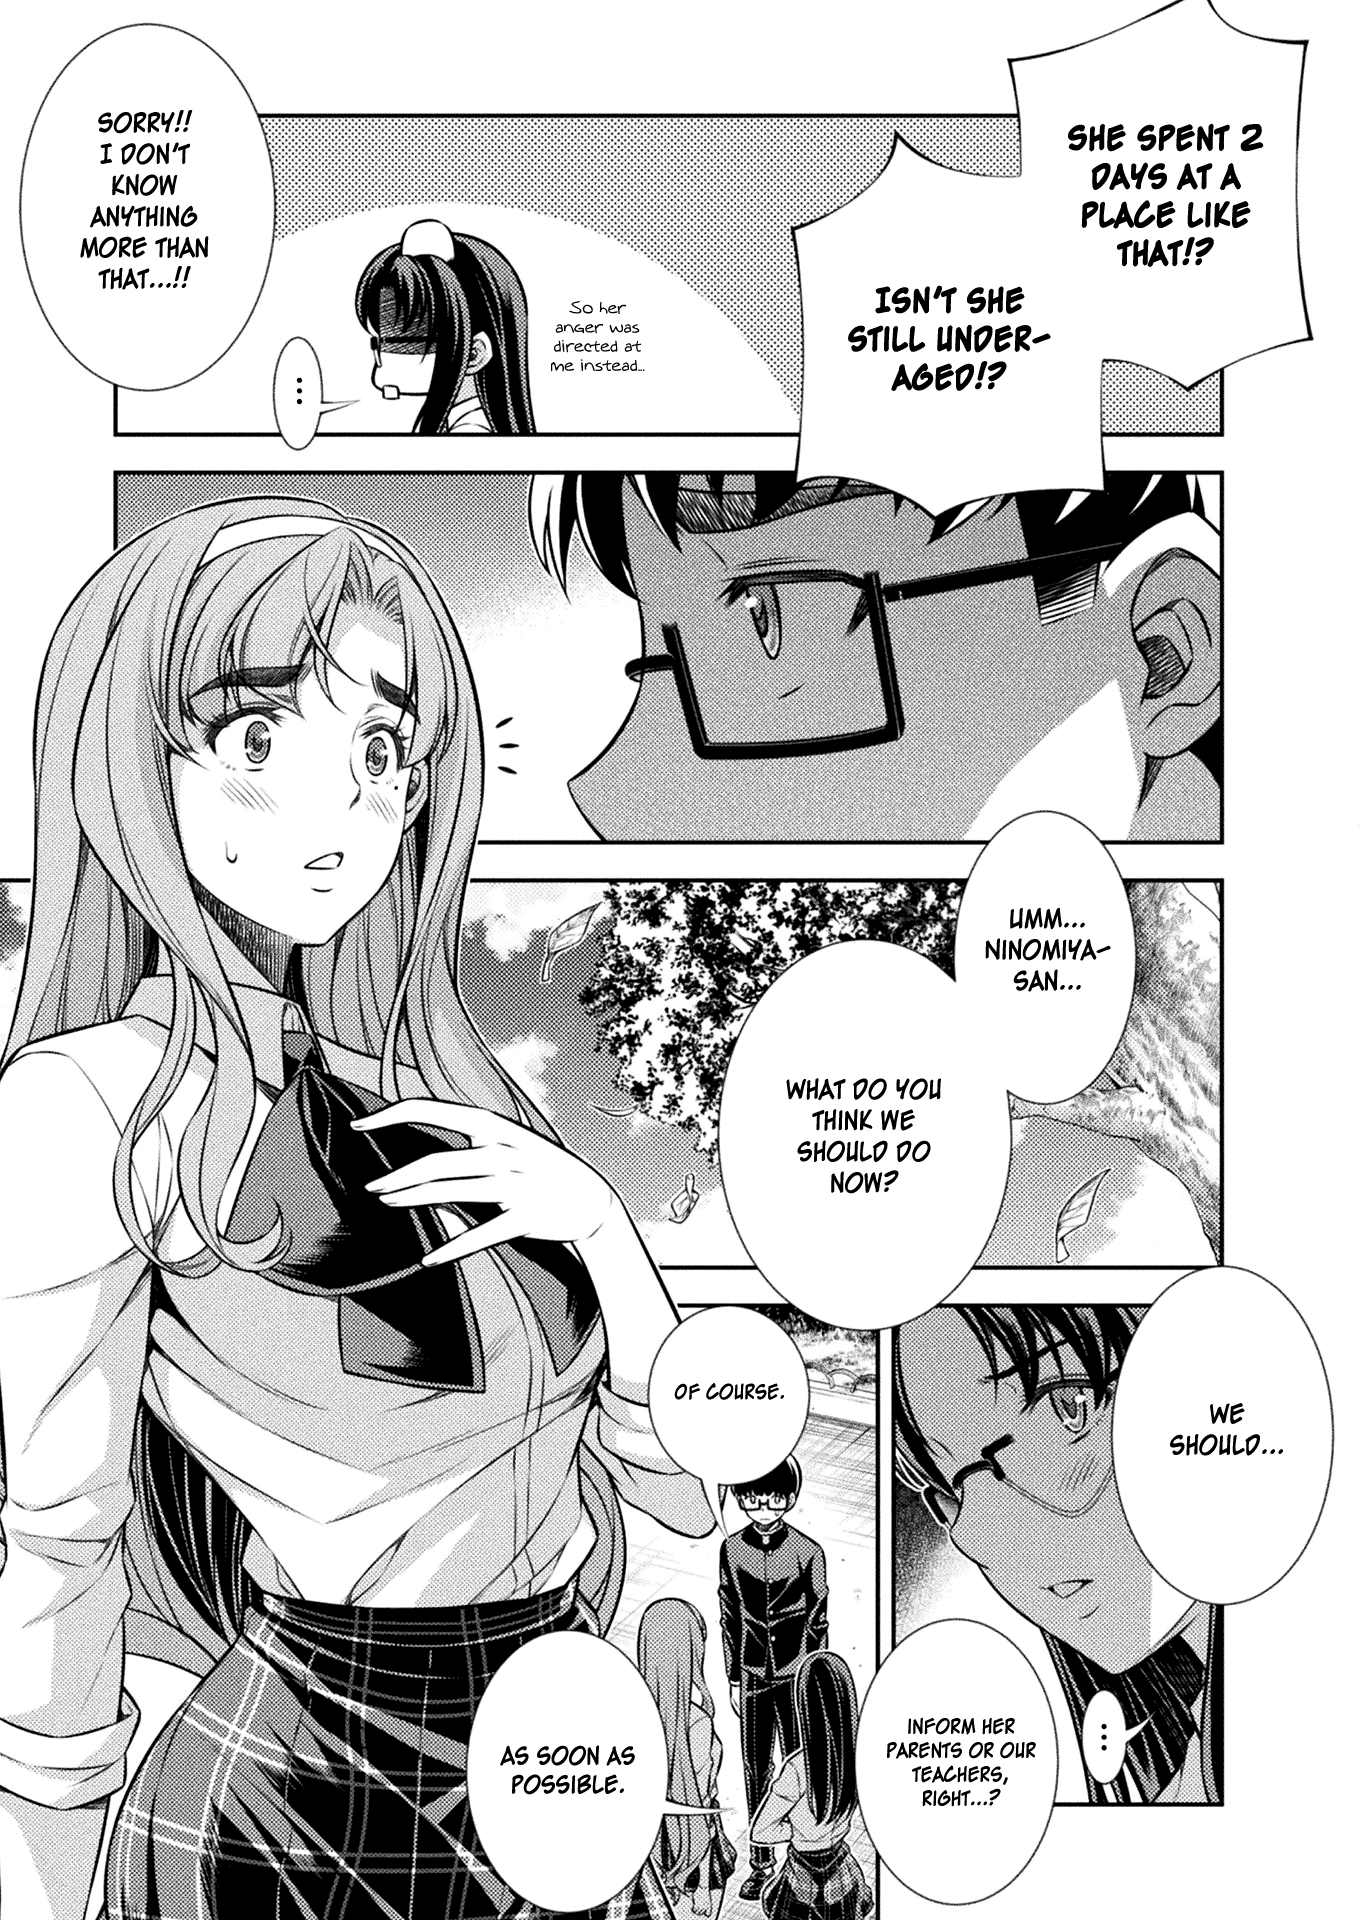 SHE SPENT 2
DAYS AT A
PLACE LIKE
THAT!?
ISN'T SHE
STILL UNDER-
AGED!?
So her
anger was
directed at
me instead...
...
SORRY!!
I DON'T
KNOW
ANYTHING
MORE THAN
THAT...!!
UMM...
NINOMIYA-
SAN...
WHAT DO YOU
THINK WE
SHOULD DO
NOW?
WE
SHOULD...
...
INFORM HER
PARENTS OR OUR
TEACHERS,
RIGHT...?
OF COURSE.
AS SOON AS
POSSIBLE.